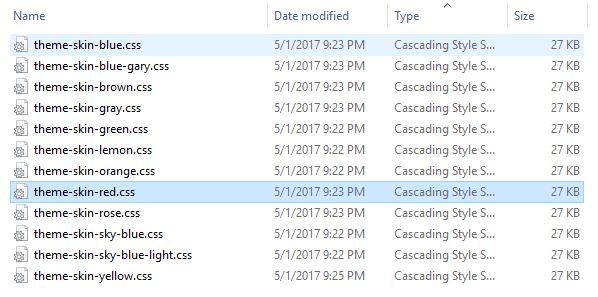 Name Date modified Type Size
theme-skin-blue.css 5/1/2017 9:23 PM Cascading Style S... 27 KB
theme-skin-blue-gary.css 5/1/2017 9:23 PM Cascading Style S... 27 KB
theme-skin-brown.css 5/1/2017 9:23 PM Cascading Style S... 27 KB
theme-skin-gray.css 5/1/2017 9:23 PM Cascading Style S... 27 KB
theme-skin-green.css 5/1/2017 9:22 PM Cascading Style S... 27 KB
theme-skin-lemon.css 5/1/2017 9:22 PM Cascading Style S... 27 KB
theme-skin-orange.css 5/1/2017 9:22 PM Cascading Style S... 27 KB
theme-skin-red.css 5/1/2017 9:23 PM Cascading Style S... 27 KB
theme-skin-rose.css 5/1/2017 9:23 PM Cascading Style S... 27 KB
theme-skin-sky-blue.css 5/1/2017 9:22 PM Cascading Style S... 27 KB
theme-skin-sky-blue-light.css 5/1/2017 9:22 PM Cascading Style S... 27 KB
theme-skin-yellow.css 5/1/2017 9:25 PM Cascading Style S... 27 KB